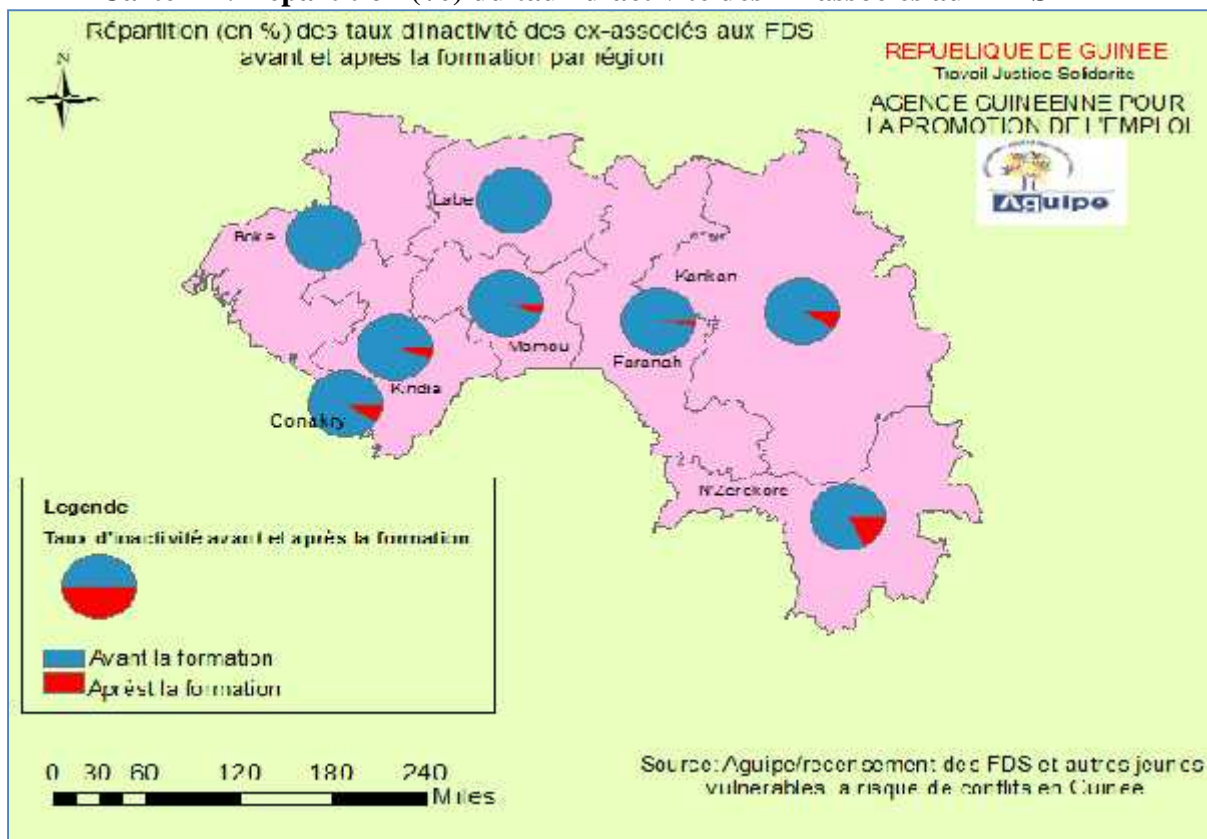 Répartition (en %) des taux d'inactivité des ex-associés aux FDS
avant et apres la formation par région
N
REPUBLIQUE DE GUINEE
Travail Justice Solidarite
AGENCE GUINEENNE POUR
LA PROMOTION DE L'EMPLOI
Aguipe
Labe
Boke
Kankan
Mamou
Faranah
Kindia
Conakry
N'Zerekore
Legende
Taux d'inactivité avant et après la formation
Avant la formation
Aprèst la formation
0 30 60 120 180 240
Miles
Source: Aguipe/recensement des FDS et autres jeunes
vulnerables a risque de conflits en Guinee